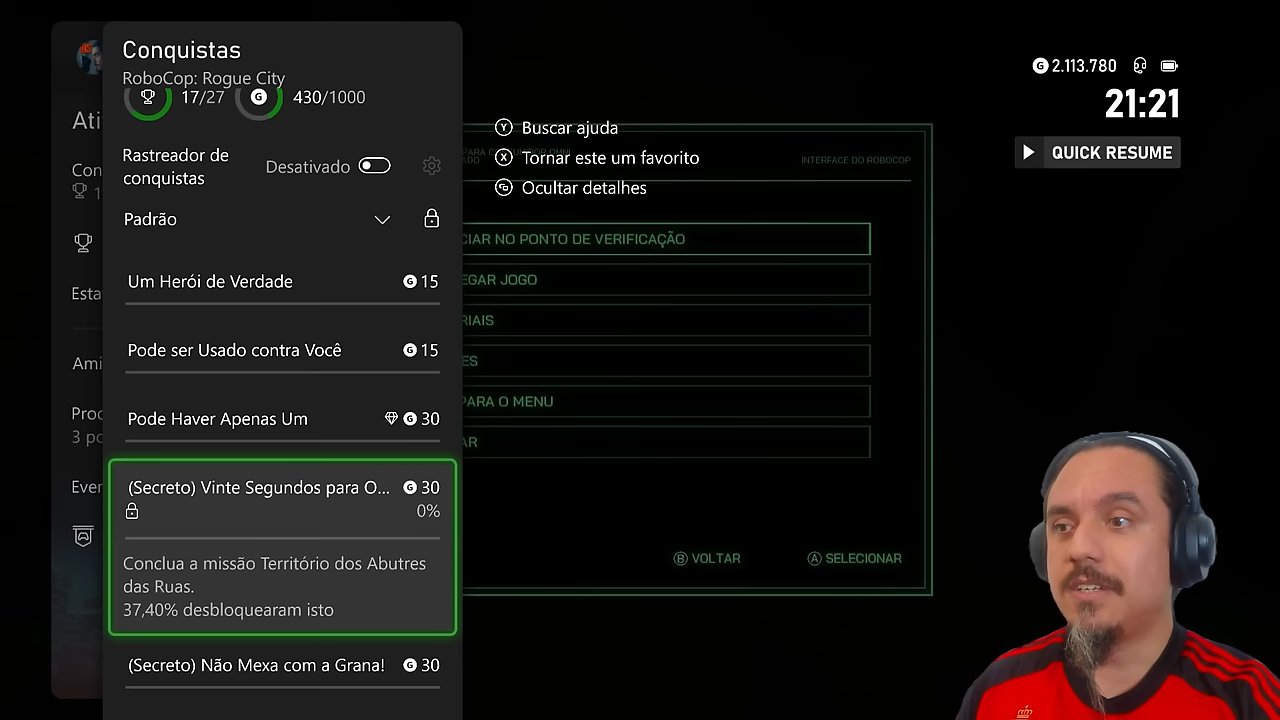 Conquistas
RoboCop: Rogue City
17/27
430/1000
Rastreador de
conquistas
Desativado
Padrão
Um Herói de Verdade
G 15
Pode ser Usado contra Você
G 15
Pode Haver Apenas Um
G 30
(Secreto) Vinte Segundos para O...
G 30
0%
Conclua a missão Território dos Abutres
das Ruas.
37,40% desbloquearam isto
(Secreto) Não Mexa com a Grana!
G 30
Ati
Con
1
Esta
Ami
Proc
3 po
Ever
Y Buscar ajuda
X Tornar este um favorito
Ocultar detalhes
INTERFACE DO ROBOCOP
CIAR NO PONTO DE VERIFICAÇÃO
EGAR JOGO
RIAIS
ES
PARA O MENU
AR
B VOLTAR
A SELECIONAR
G 2.113.780
21:21
QUICK RESUME